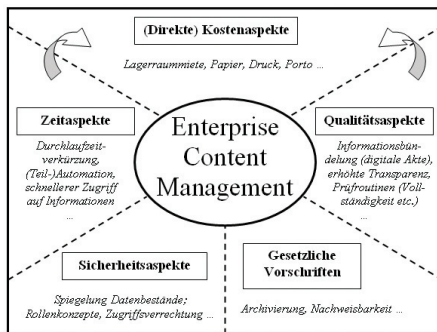 (Direkte) Kostenaspekte
Lagerraummiete, Papier, Druck, Porto ...
Zeitaspekte
Durchlaufzeit-
verkürzung,
(Teil-)Automation,
schnellerer Zugriff
auf Informationen
...
Enterprise
Content
Management
Qualitätsaspekte
Informationsbün-
delung (digitale Akte),
erhöhte Transparenz,
Prüfroutinen (Voll-
ständigkeit etc.)
...
Sicherheitsaspekte
Spiegelung Datenbestände;
Rollenkonzepte, Zugriffsverrechtung ...
Gesetzliche
Vorschriften
Archivierung, Nachweisbarkeit ...